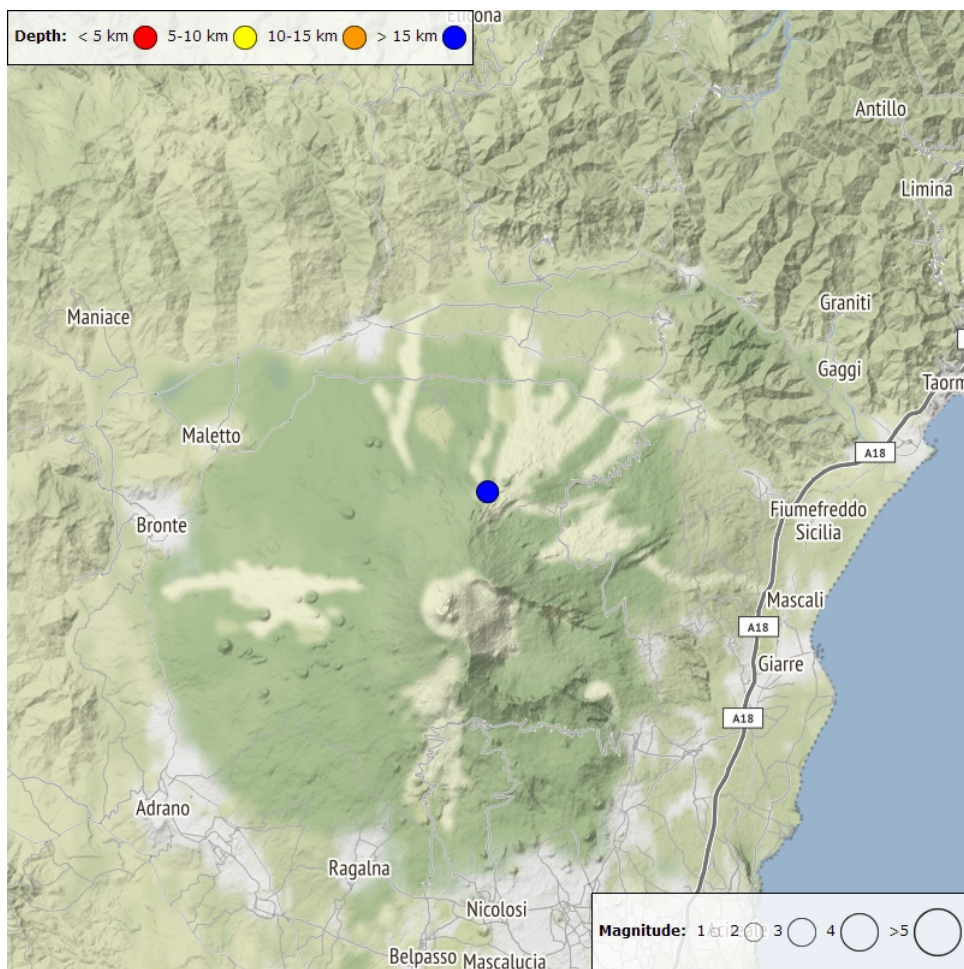 Elicona
Depth: < 5 km 5-10 km 10-15 km > 15 km
Antillo
Limina
Maniace
Graniti
Gaggi
Taorm
Maletto
A18
Bronte
Fiumefreddo
Sicilia
Mascali
A18
Giarre
A18
Adrano
Ragalna
Nicolosi
Magnitude: 1 2 3 4 >5
Belpasso
Mascalucia